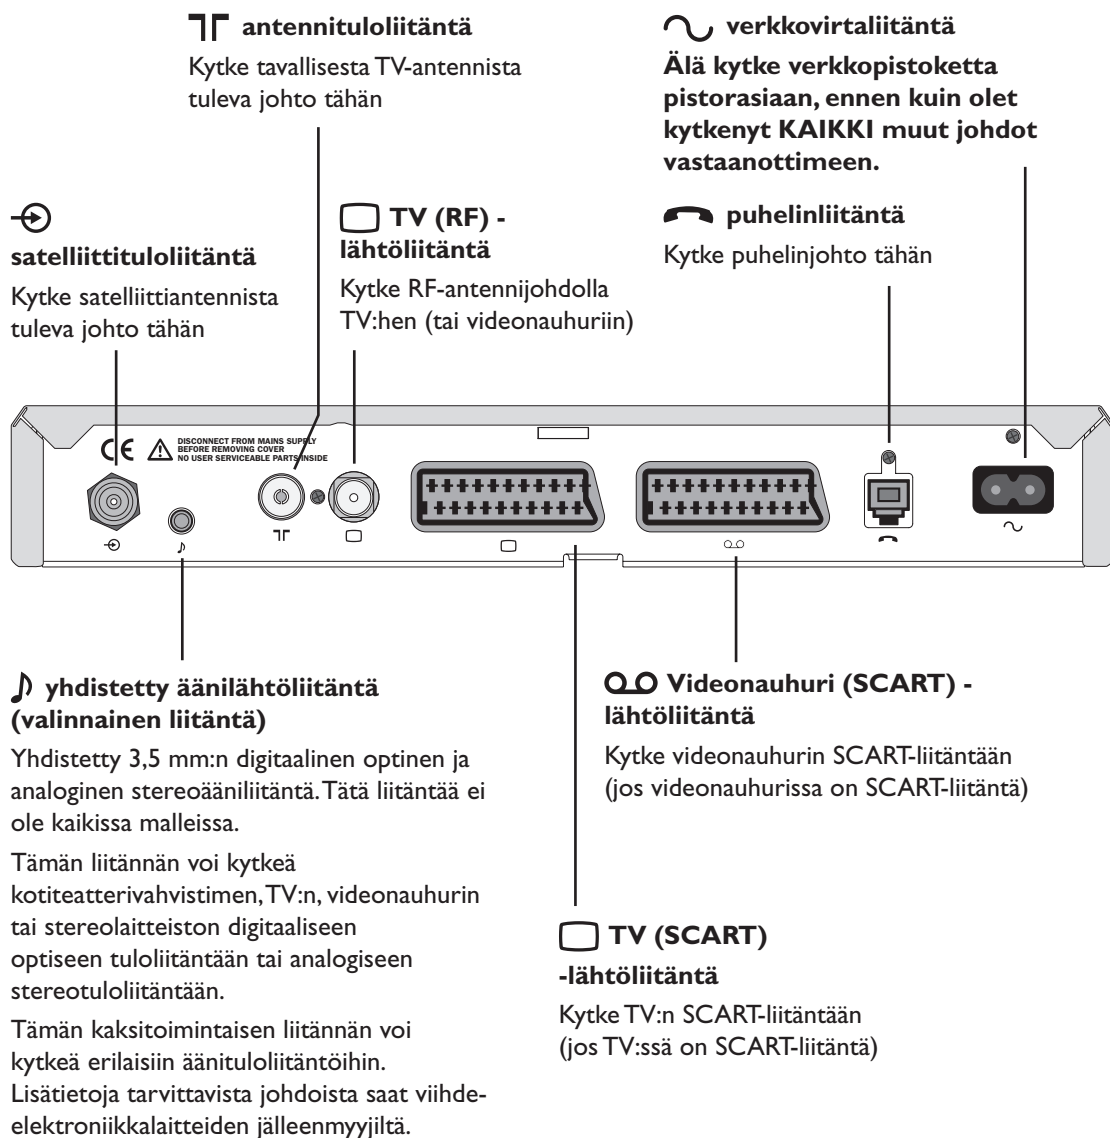 antennituloliitäntä
Kytke tavallisesta TV-antennista
tuleva johto tähän
verkkovirtaliitäntä
Älä kytke verkkopistoketta
pistorasiaan, ennen kuin olet
kytkenyt KAIKKI muut johdot
vastaanottimeen.
satelliittituloliitäntä
Kytke satelliittiantennista
tuleva johto tähän
TV (RF) -
lähtöliitäntä
Kytke RF-antennijohdolla
TV:hen (tai videonauhuriin)
puhelinliitäntä
Kytke puhelinjohto tähän
CE
DISCONNECT FROM MAINS SUPPLY
BEFORE REMOVING COVER
NO USER SERVICEABLE PARTS INSIDE
yhdistetty äänilähtöliitäntä
(valinnainen liitäntä)
Yhdistetty 3,5 mm:n digitaalinen optinen ja
analoginen stereoääniliitäntä. Tätä liitäntää ei
ole kaikissa malleissa.
Tämän liitännän voi kytkeä
kotiteatterivahvistimen, TV:n, videonauhurin
tai stereolaitteiston digitaaliseen
optiseen tuloliitäntään tai analogiseen
stereotuloliitäntään.
Tämän kaksitoimintaisen liitännän voi
kytkeä erilaisiin äänituloliitäntöihin.
Lisätietoja tarvittavista johdoista saat viihde-
elektroniikkalaitteiden jälleenmyyjiltä.
Videonauhuri (SCART) -
lähtöliitäntä
Kytke videonauhurin SCART-liitäntään
(jos videonauhurissa on SCART-liitäntä)
TV (SCART)
-lähtöliitäntä
Kytke TV:n SCART-liitäntään
(jos TV:ssä on SCART-liitäntä)